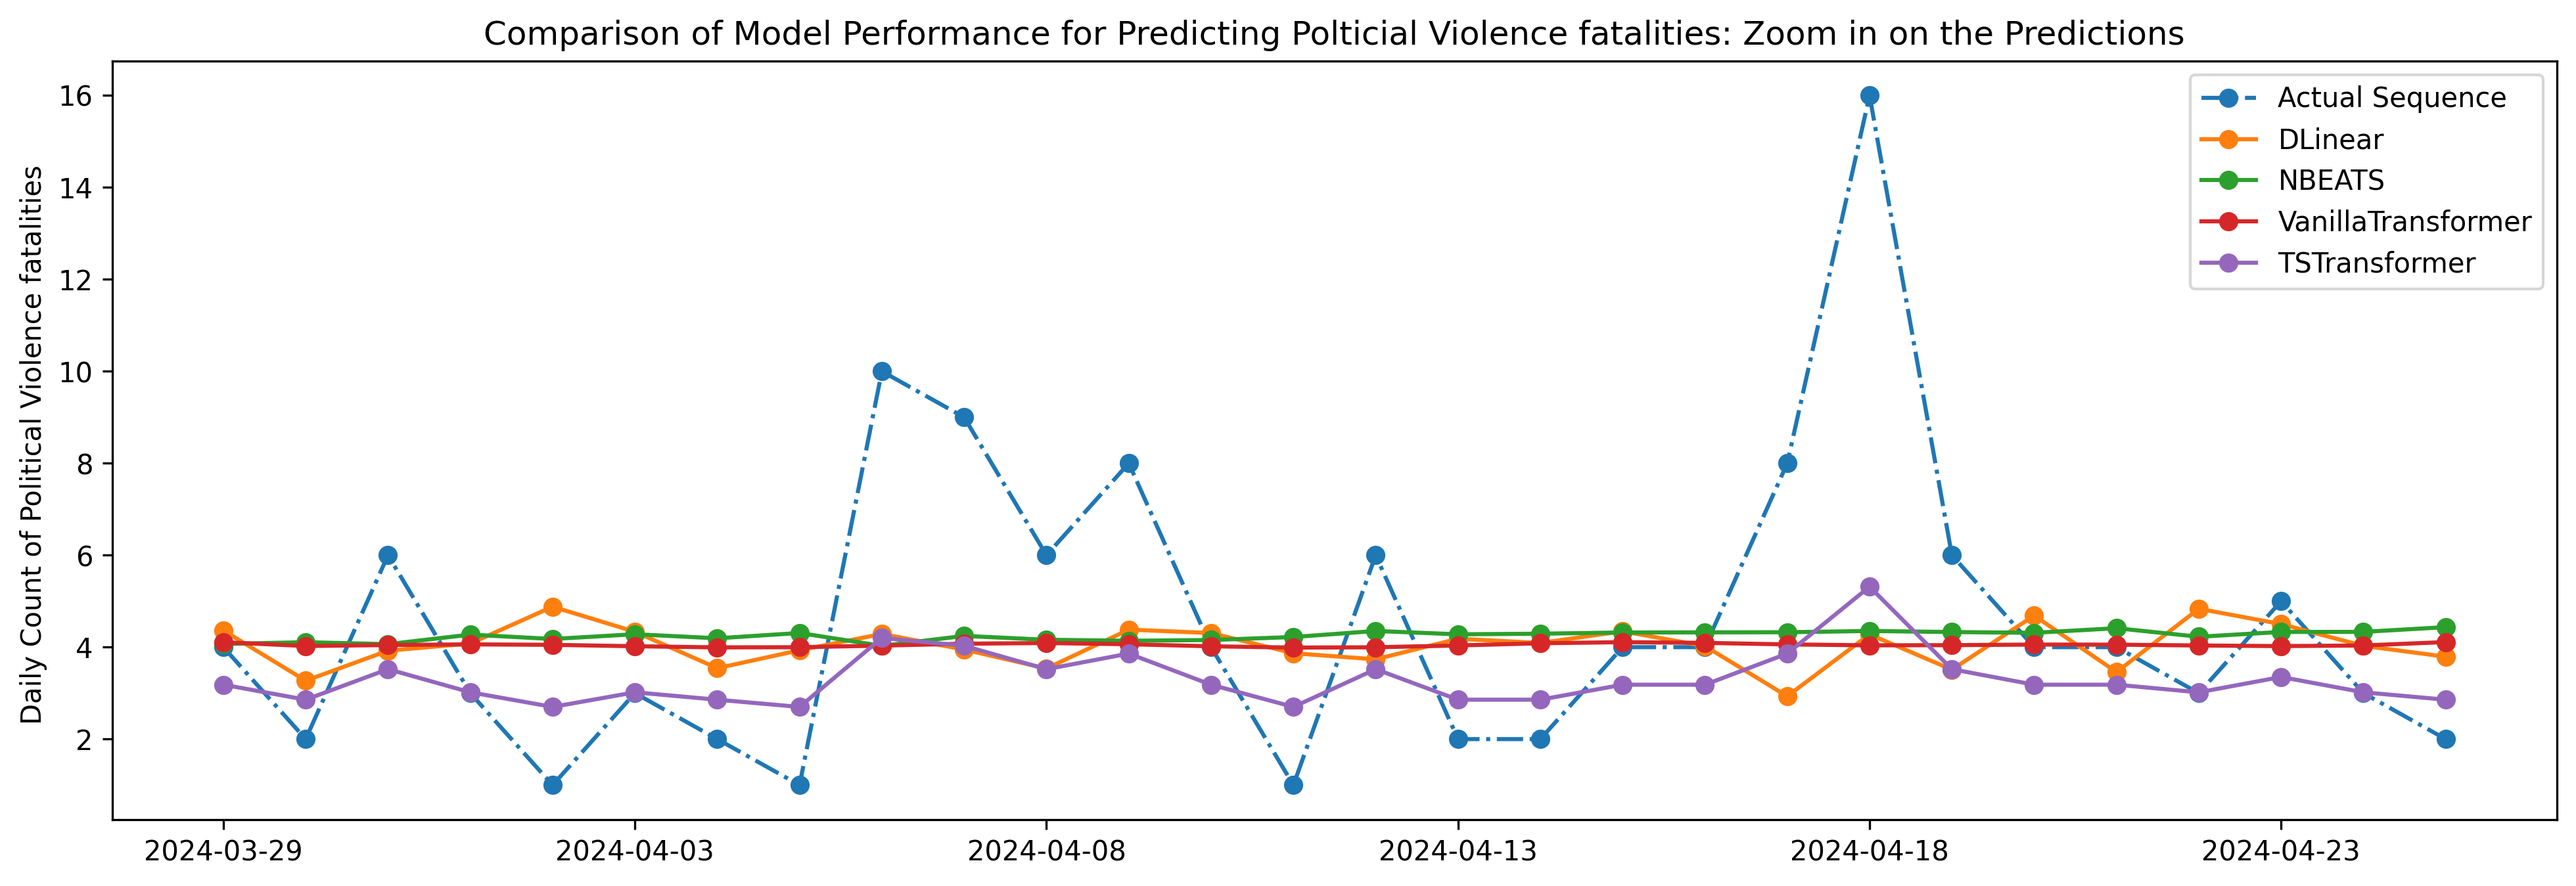 Comparison of Model Performance for Predicting Polticial Violence fatalities: Zoom in on the Predictions
Daily Count of Political Violence fatalities
16
14
12
10
8
6
4
2
Actual Sequence
DLinear
NBEATS
VanillaTransformer
TSTransformer
2024-03-29
2024-04-03
2024-04-08
2024-04-13
2024-04-18
2024-04-23